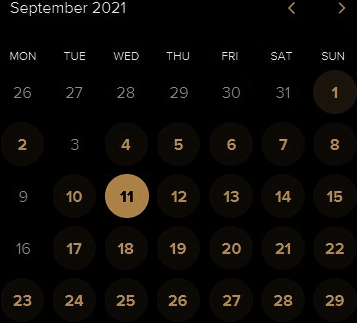 September 2021
MON TUE WED THU FRI SAT SUN
26 27 28 29 30 31 1
2 3 4 5 6 7 8
9 10 11 12 13 14 15
16 17 18 19 20 21 22
23 24 25 26 27 28 29